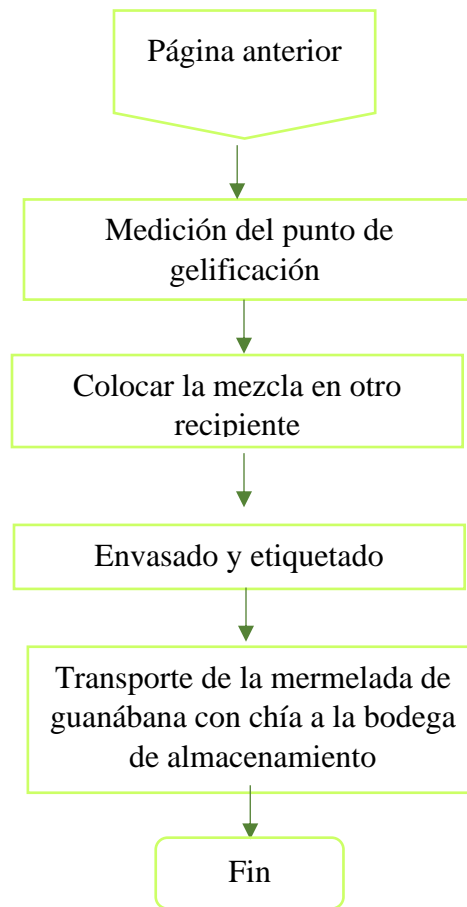 Página anterior
Medición del punto de
gelificación
Colocar la mezcla en otro
recipiente
Envasado y etiquetado
Transporte de la mermelada de
guanábana con chía a la bodega
de almacenamiento
Fin